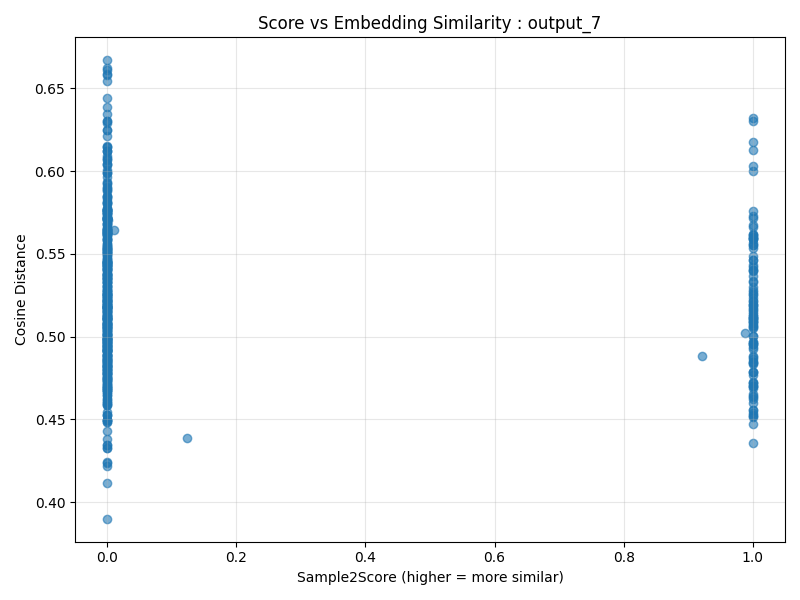 Score vs Embedding Similarity : output_7
Cosine Distance
0.65
0.60
0.55
0.50
0.45
0.40
0.0 0.2 0.4 0.6 0.8 1.0
Sample2Score (higher = more similar)